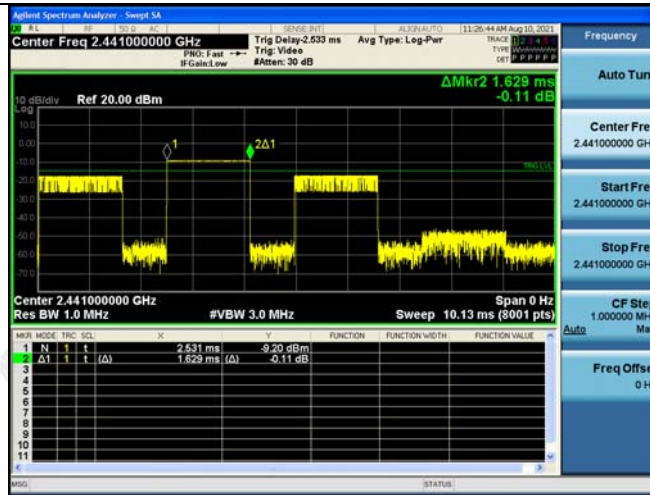 Agilent Spectrum Analyzer - Swept SA
RL RF 50 Ω AC SENSE:INT ALIGN AUTO 11:26:44 AM Aug 10, 2021
Center Freq 2.441000000 GHz
PNO: Fast
IFGain:Low
Trig Delay-2.533 ms
Trig: Video
#Atten: 30 dB
Avg Type: Log-Pwr
TRACE 1 2 3 4 5 6
TYPE
DET P P P P P P
ΔMkr2 1.629 ms
-0.11 dB
10 dB/div Ref 20.00 dBm
Log
10.0
0.00
-10.0
-20.0
-30.0
-40.0
-50.0
-60.0
-70.0
1
2Δ1
TRIG LVL
Center 2.441000000 GHz Span 0 Hz
Res BW 1.0 MHz #VBW 3.0 MHz Sweep 10.13 ms (8001 pts)
MKR MODE TRC SCL X Y FUNCTION FUNCTION WIDTH FUNCTION VALUE
1 N 1 t 2.531 ms -9.20 dBm
2 Δ1 1 t (Δ) 1.629 ms (Δ) -0.11 dB
3
4
5
6
7
8
9
10
11
MSG STATUS
Frequency
Auto Tun
Center Fre
2.441000000 GH
Start Fre
2.441000000 GH
Stop Fre
2.441000000 GH
CF Ste
1.000000 MH
Auto Ma
Freq Offse
0 H